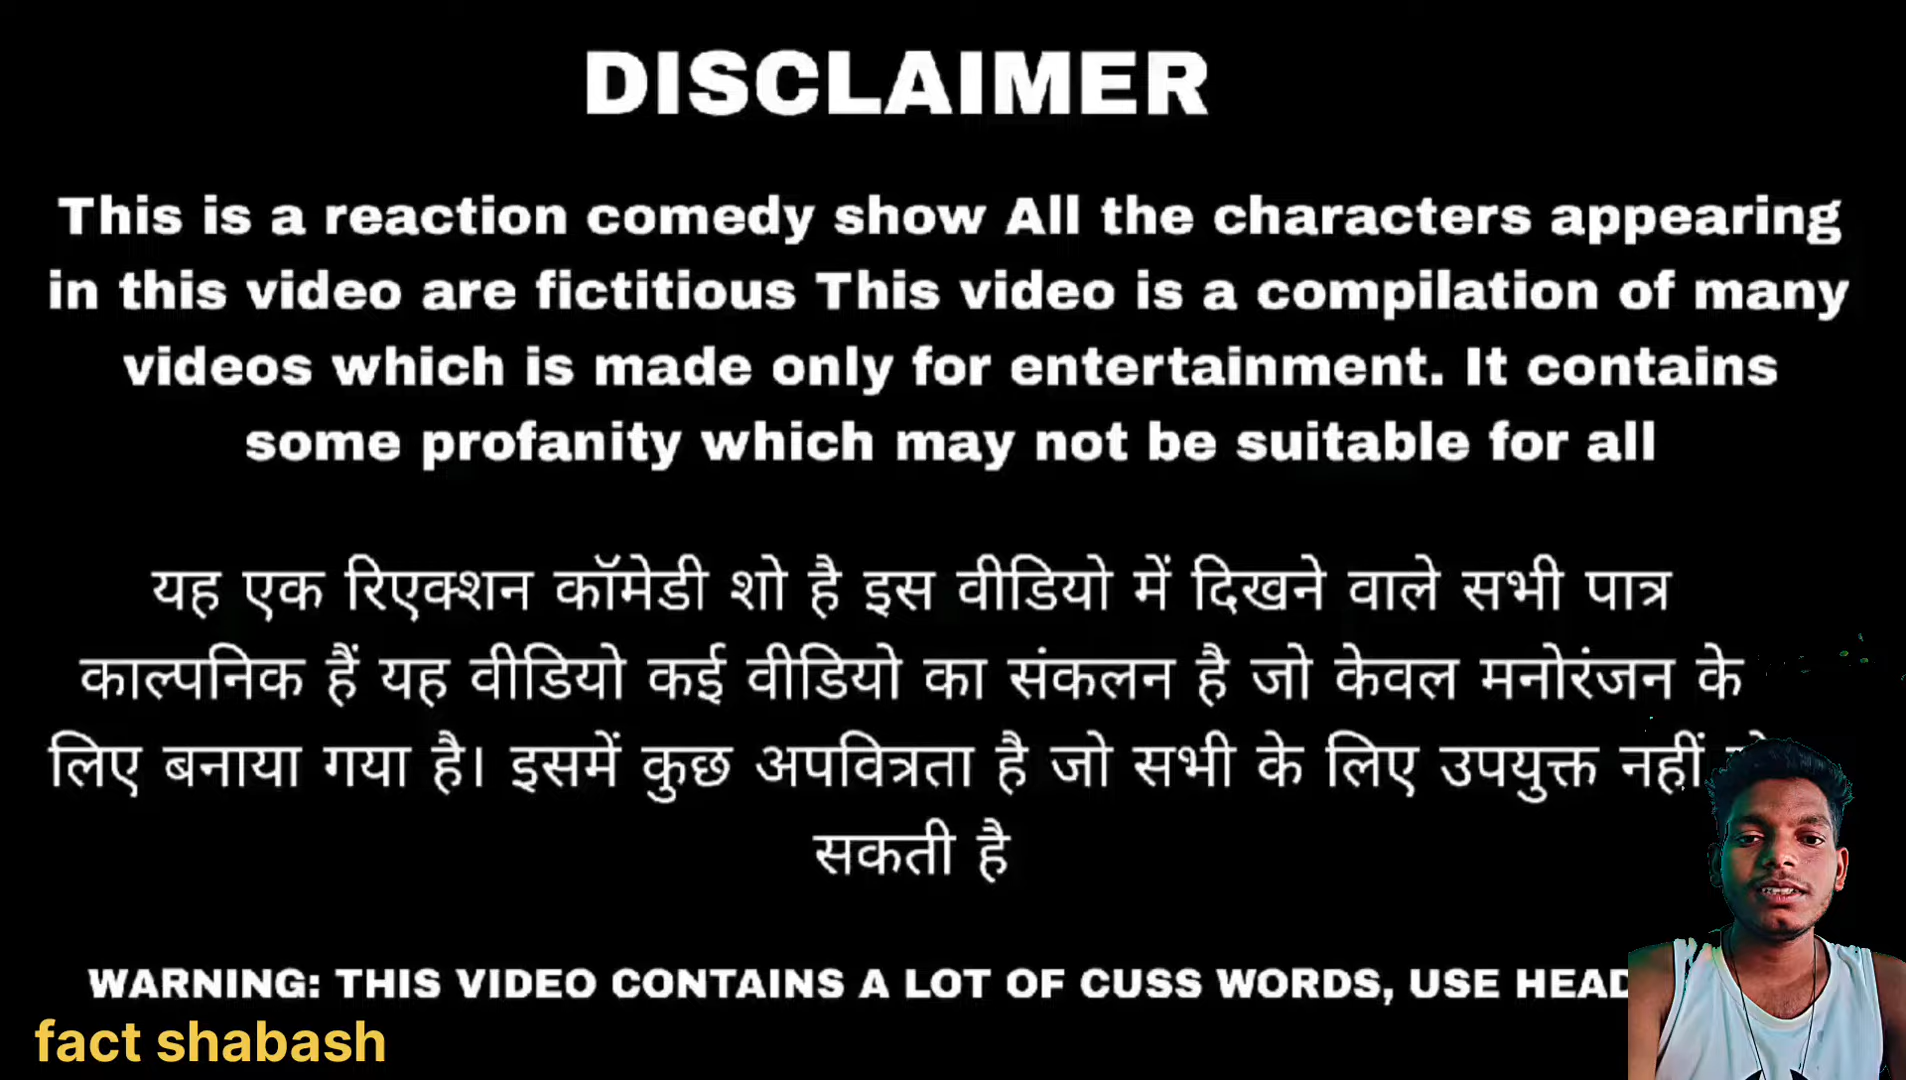 DISCLAIMER
This is a reaction comedy show All the characters appearing
in this video are fictitious This video is a compilation of many
videos which is made only for entertainment. It contains
some profanity which may not be suitable for all
यह एक रिएक्शन कॉमेडी शो है इस वीडियो में दिखने वाले सभी पात्र
काल्पनिक हैं यह वीडियो कई वीडियो का संकलन है जो केवल मनोरंजन के
लिए बनाया गया है। इसमें कुछ अपवित्रता है जो सभी के लिए उपयुक्त नहीं
सकती है
WARNING: THIS VIDEO CONTAINS A LOT OF CUSS WORDS, USE
fact shabash